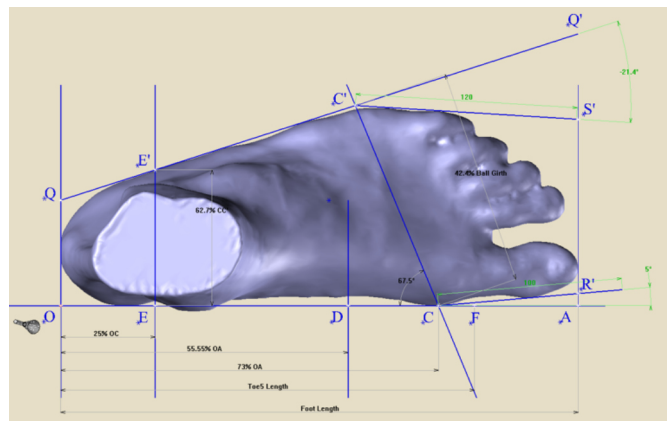 Q'
-21.4°
120
C'
S'
E'
42.4% Ball Girth
Q
62.7% CC
67.5°
5°
R'
O
E
D
C
F
A
25% OC
55.55% OA
73% OA
Toe5 Length
Foot Length